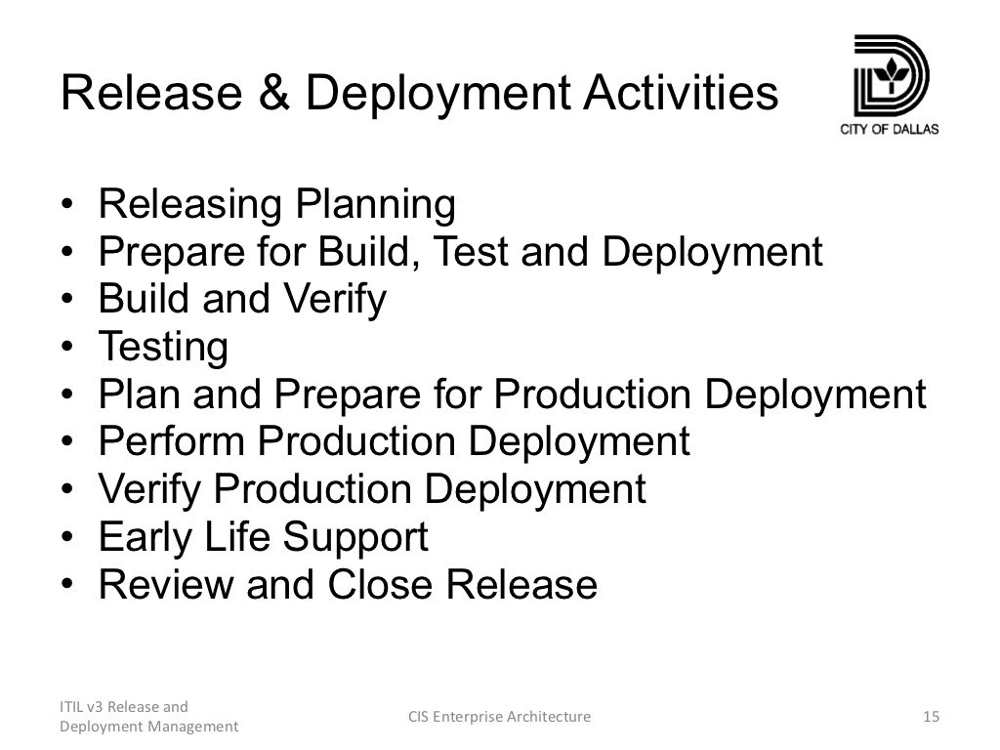 Release & Deployment Activities
CITY OF DALLAS
• Releasing Planning
• Prepare for Build, Test and Deployment
• Build and Verify
• Testing
• Plan and Prepare for Production Deployment
• Perform Production Deployment
• Verify Production Deployment
• Early Life Support
• Review and Close Release
ITIL v3 Release and
Deployment Management
CIS Enterprise Architecture
15